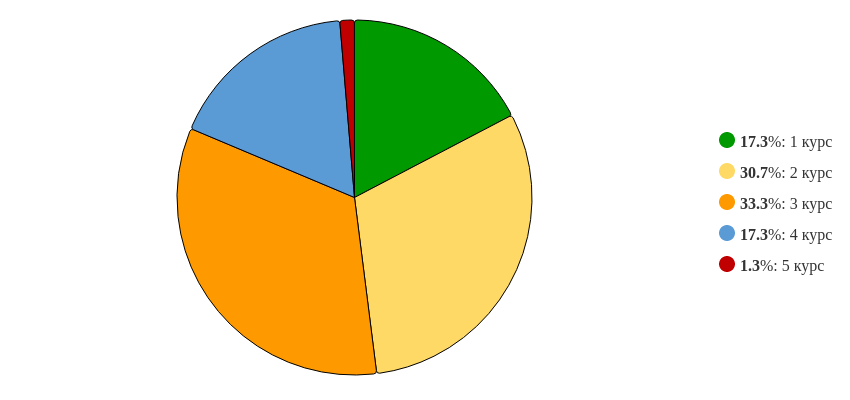 17.3%: 1 курс
30.7%: 2 курс
33.3%: 3 курс
17.3%: 4 курс
1.3%: 5 курс